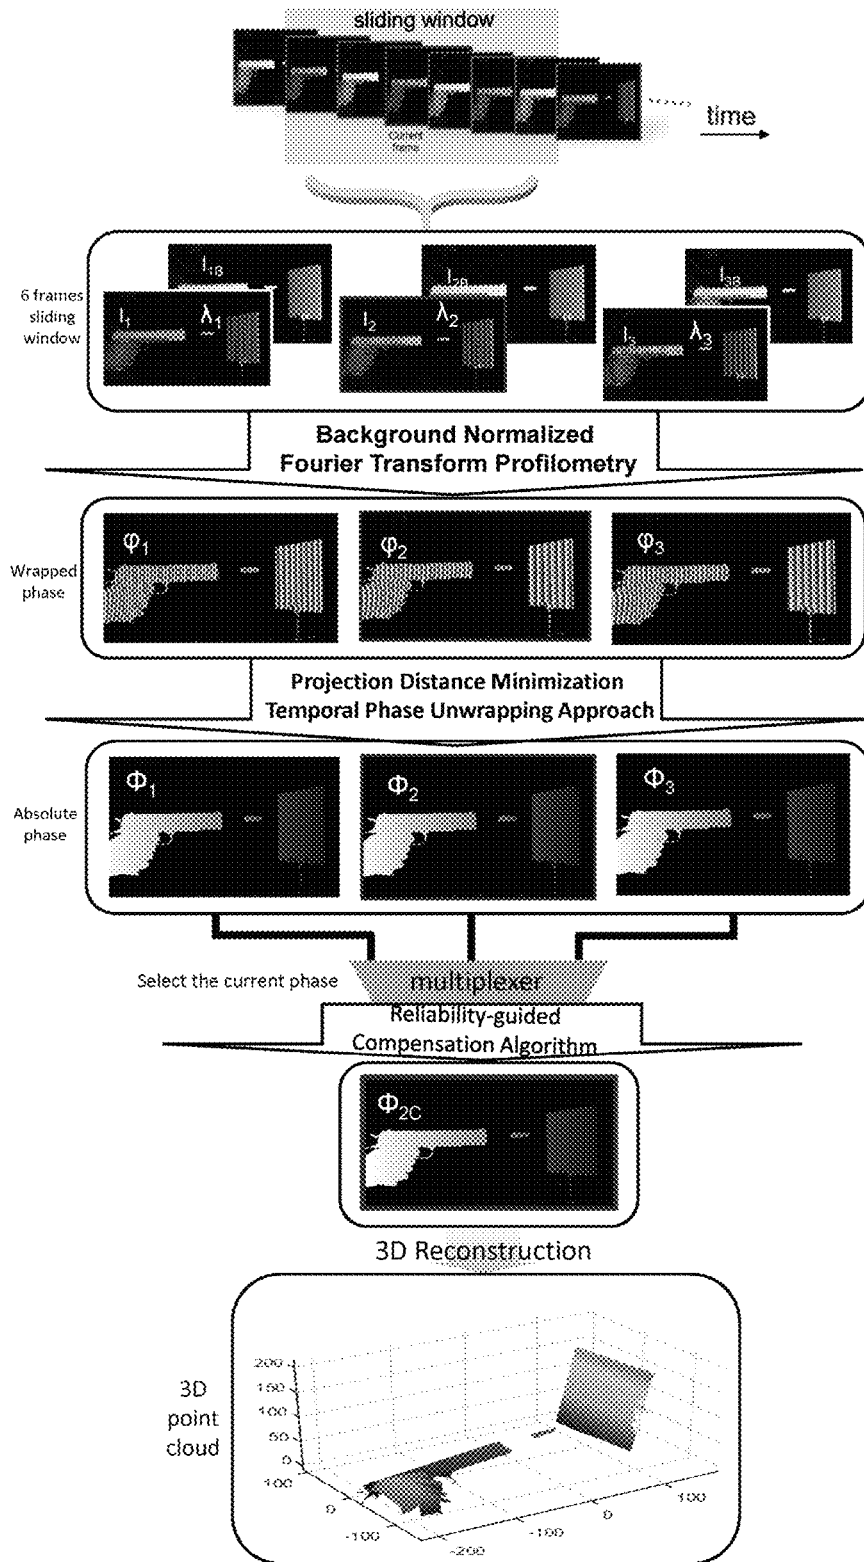 sliding window
Current
frame
time
6 frames
sliding
window
I1B
I2B
I3B
I1
λ1
I2
λ2
I3
λ3
Background Normalized
Fourier Transform Profilometry
Wrapped
phase
φ1
φ2
φ3
Projection Distance Minimization
Temporal Phase Unwrapping Approach
Absolute
phase
Φ1
Φ2
Φ3
Select the current phase
multiplexer
Reliability-guided
Compensation Algorithm
Φ2C
3D Reconstruction
3D
point
cloud
200
150
100
50
0
100
0
-100
-200
-100
0
100